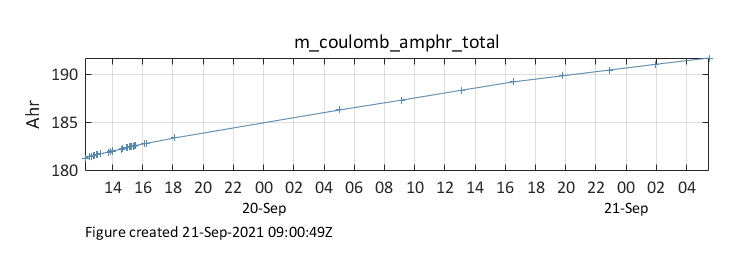 m_coulomb_amphr_total
Ahr
190
185
180
14 16 18 20 22 00 02 04 06 08 10 12 14 16 18 20 22 00 02 04
20-Sep 21-Sep
Figure created 21-Sep-2021 09:00:49Z